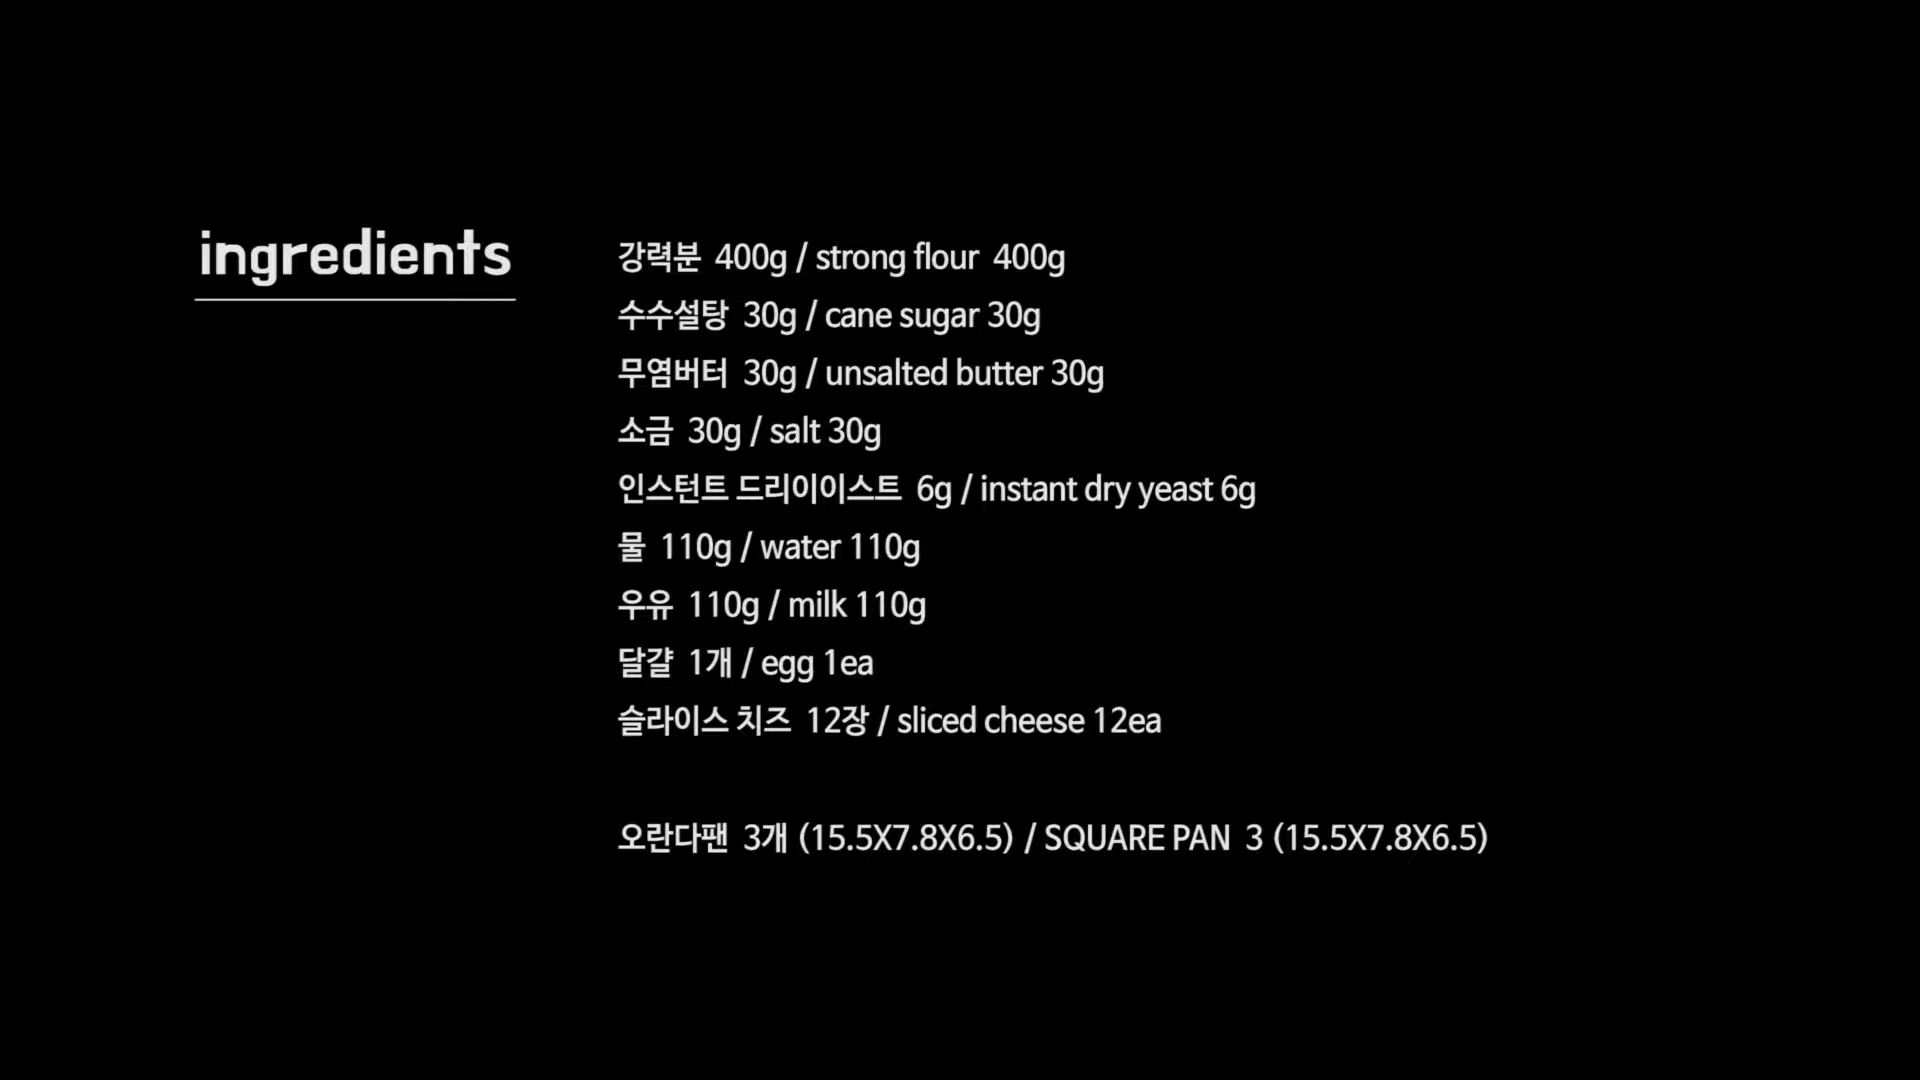 ingredients
강력분 400g / strong flour 400g
수수설탕 30g / cane sugar 30g
무염버터 30g / unsalted butter 30g
소금 30g / salt 30g
인스턴트 드리이이스트 6g / instant dry yeast 6g
물 110g / water 110g
우유 110g / milk 110g
달걀 1개 / egg 1ea
슬라이스 치즈 12장 / sliced cheese 12ea
오란다팬 3개 (15.5X7.8X6.5) / SQUARE PAN 3 (15.5X7.8X6.5)